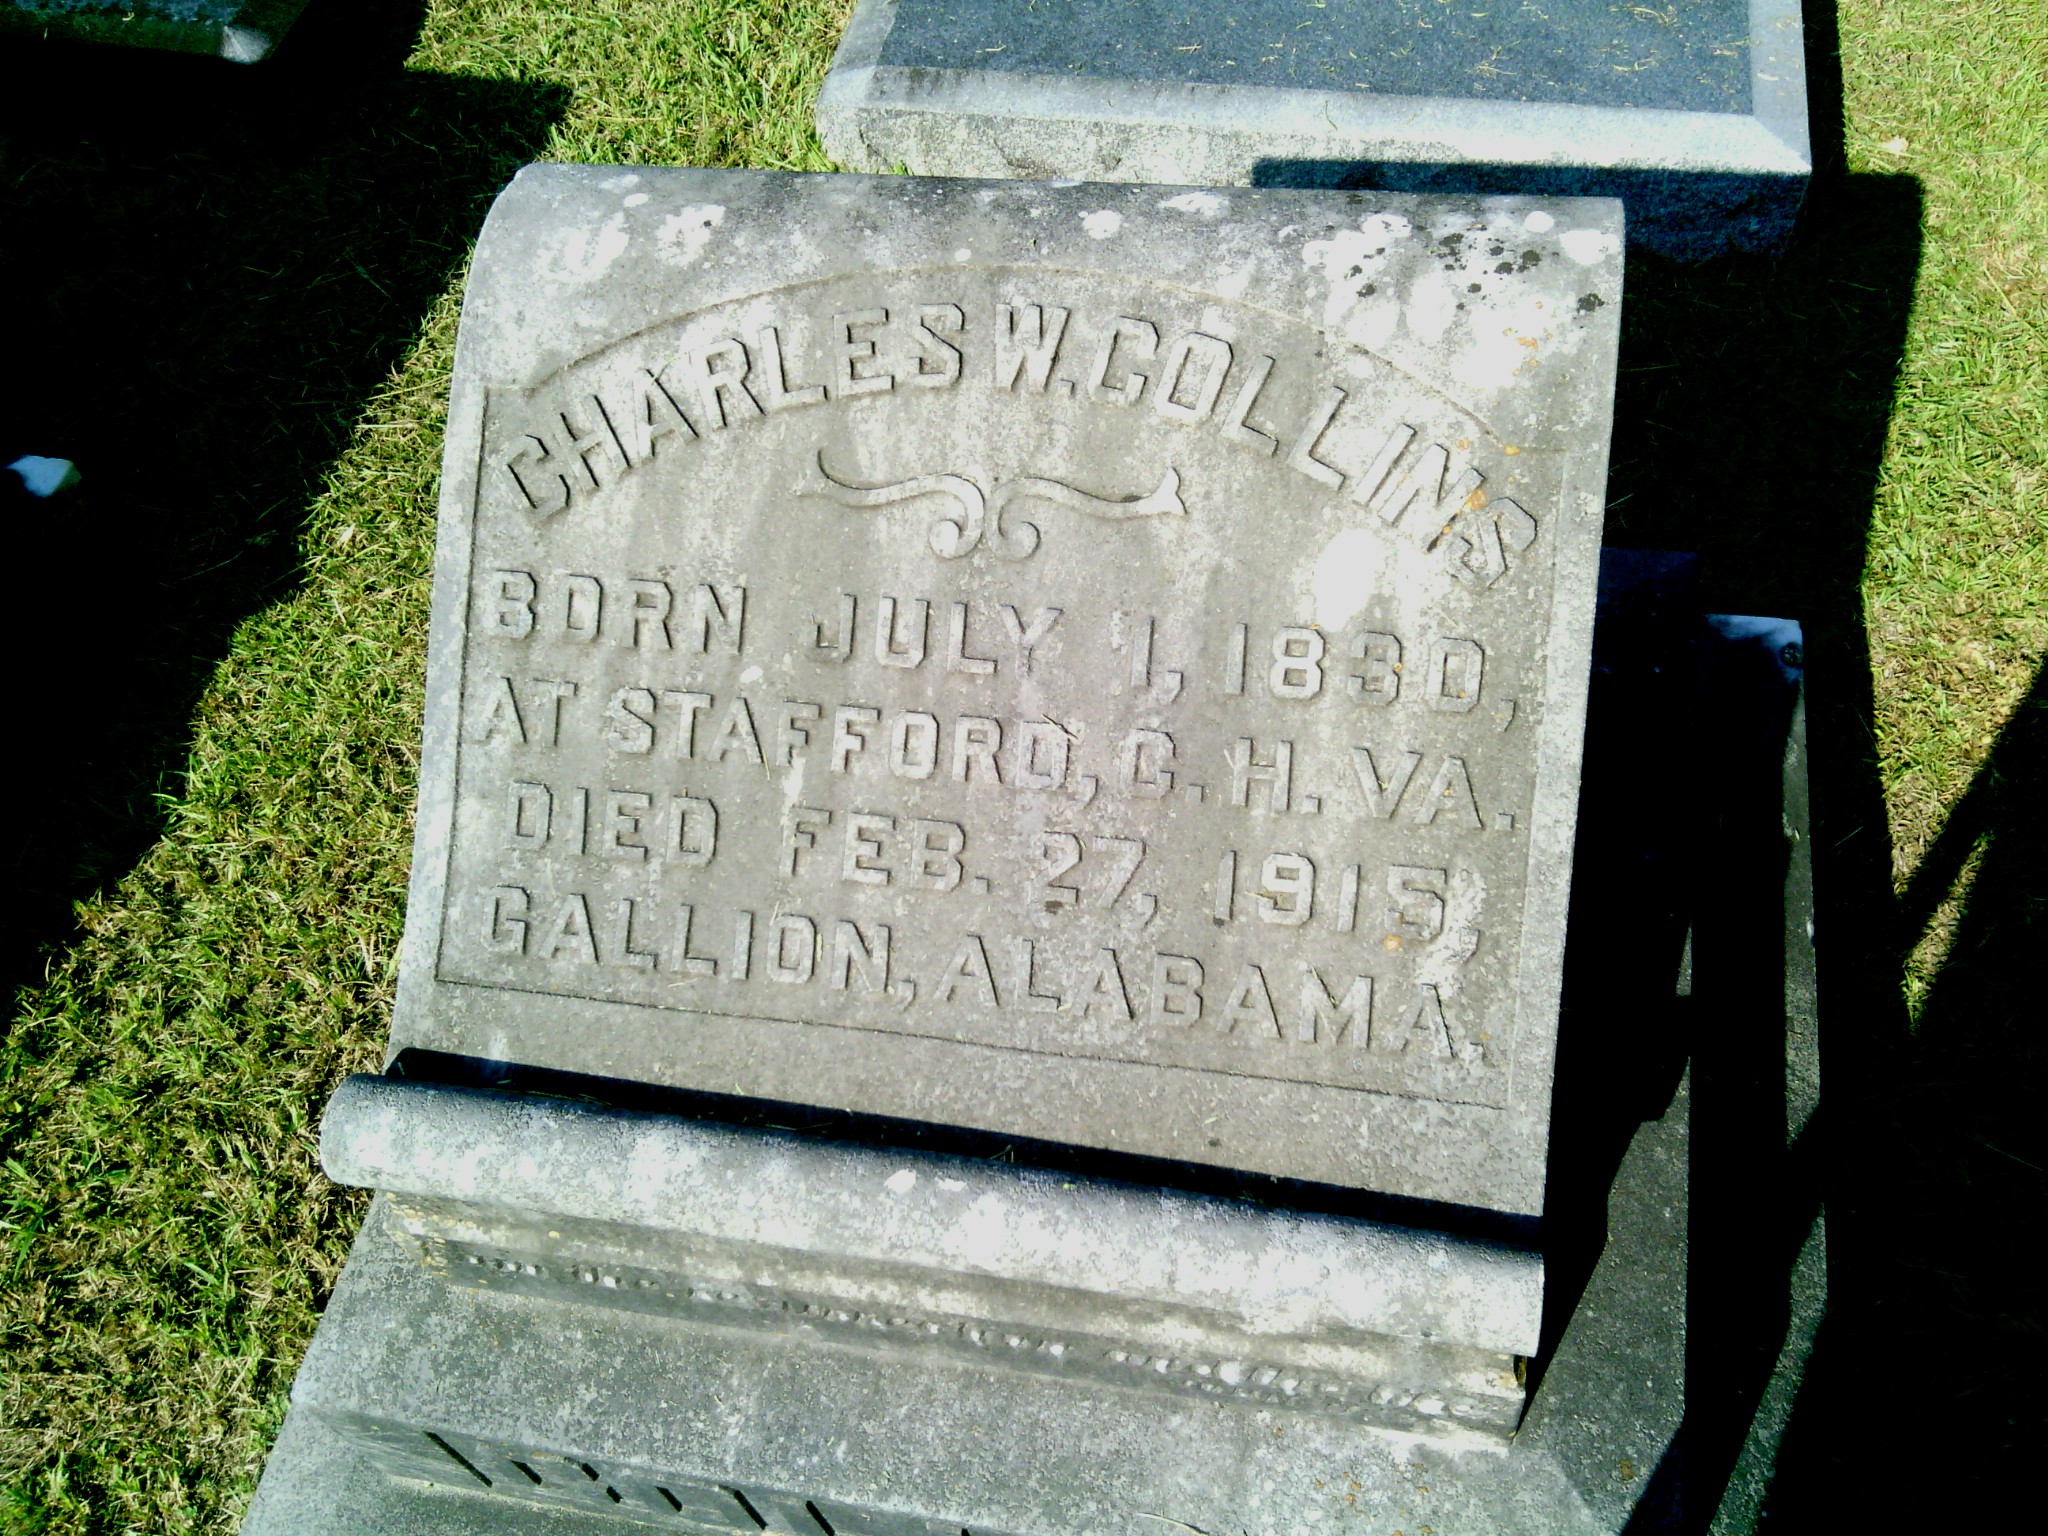 CHARLES W. COLLINS
BORN JULY 1, 1830,
AT STAFFORD, C. H. VA.
DIED FEB. 27, 1915,
GALLION, ALABAMA.